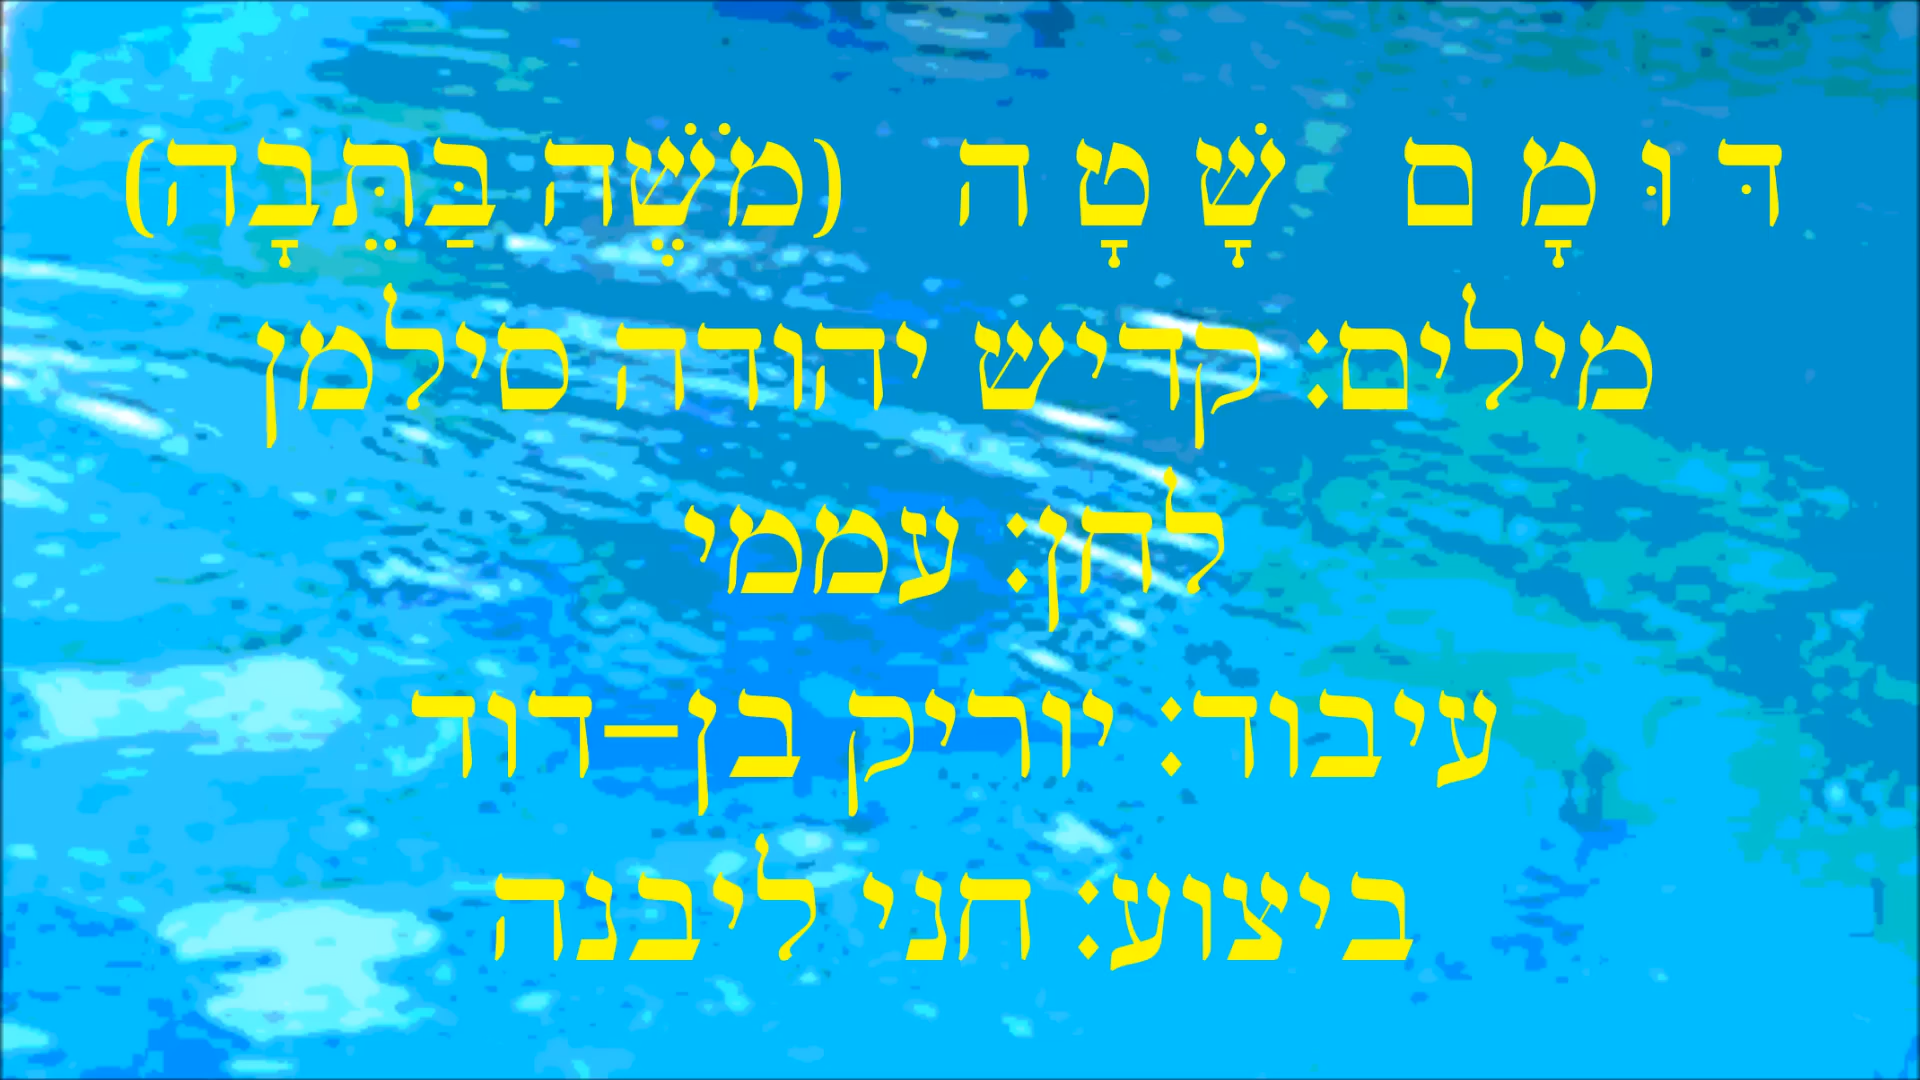 דּוּמָם שָׁטָה (מֹשֶׁה בַּתֵּבָה)
מילים: קדיש יהודה סילמן
לחן: עממי
עיבוד: יוריק בן–דוד
ביצוע: חני ליבנה